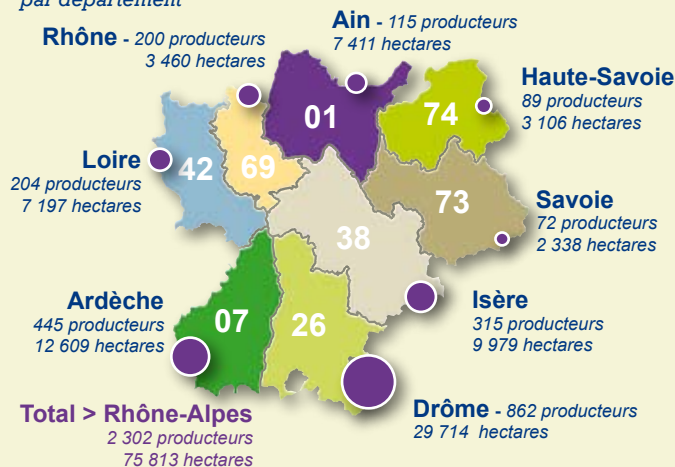 par département
Rhône - 200 producteurs
3 460 hectares
Ain - 115 producteurs
7 411 hectares
Haute-Savoie
89 producteurs
3 106 hectares
Loire
204 producteurs
7 197 hectares
Savoie
72 producteurs
2 338 hectares
Ardèche
445 producteurs
12 609 hectares
Isère
315 producteurs
9 979 hectares
Drôme - 862 producteurs
29 714 hectares
Total > Rhône-Alpes
2 302 producteurs
75 813 hectares
01
74
42
69
73
38
07
26